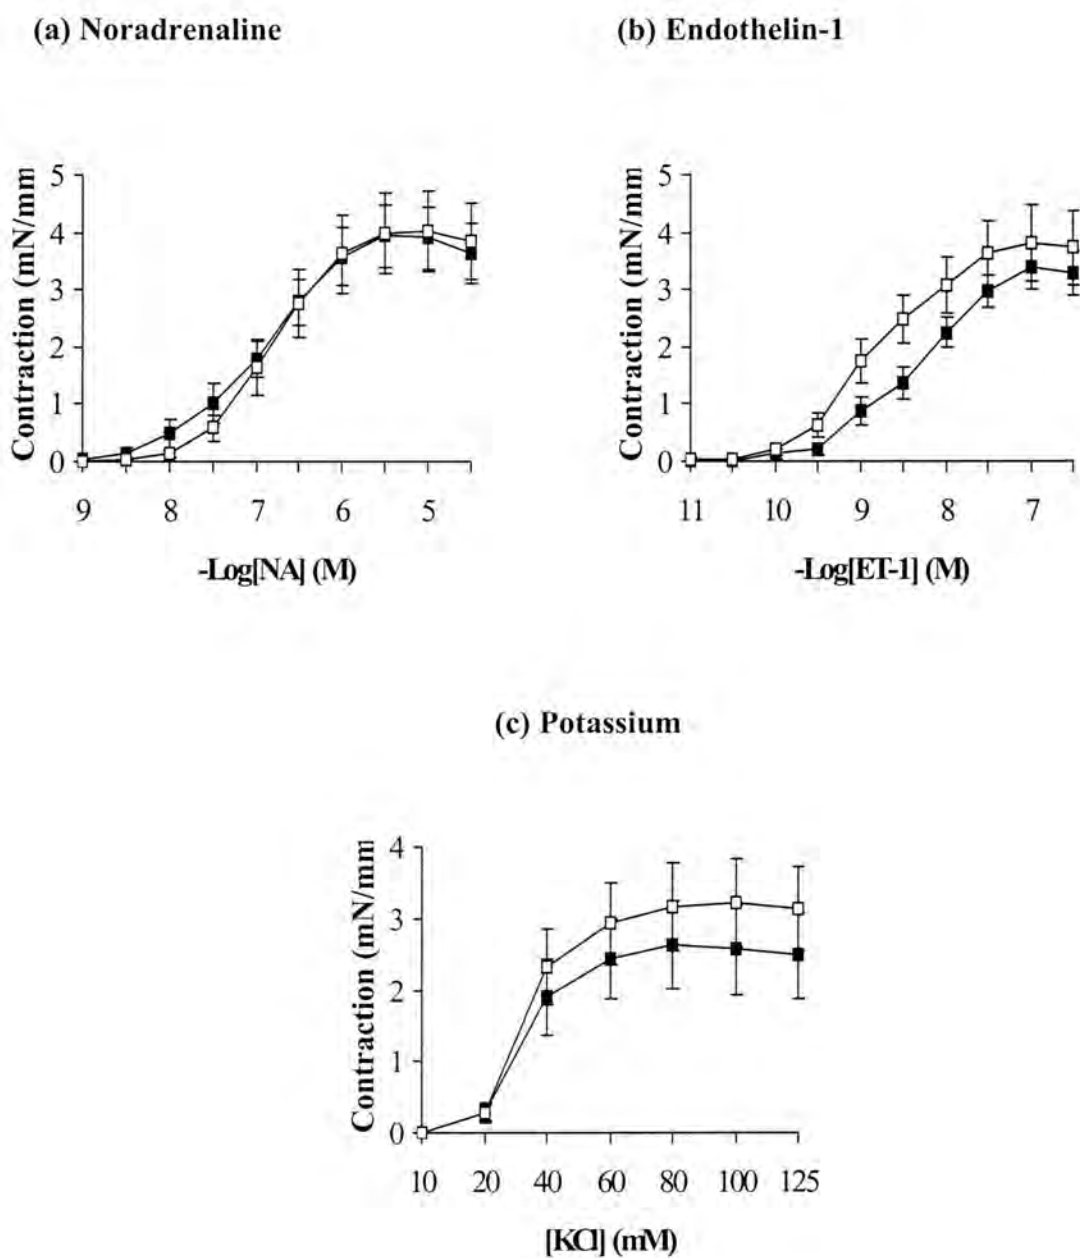 (a) Noradrenaline
(b) Endothelin-1
Contraction (mN/mm
5
4
3
2
1
0
9 8 7 6 5
-Log[NA] (M)
Contraction (mN/mm
5
4
3
2
1
0
11 10 9 8 7
-Log[ET-1] (M)
(c) Potassium
Contraction (mN/mm
4
3
2
1
0
10 20 40 60 80 100 125
[KCl] (mM)